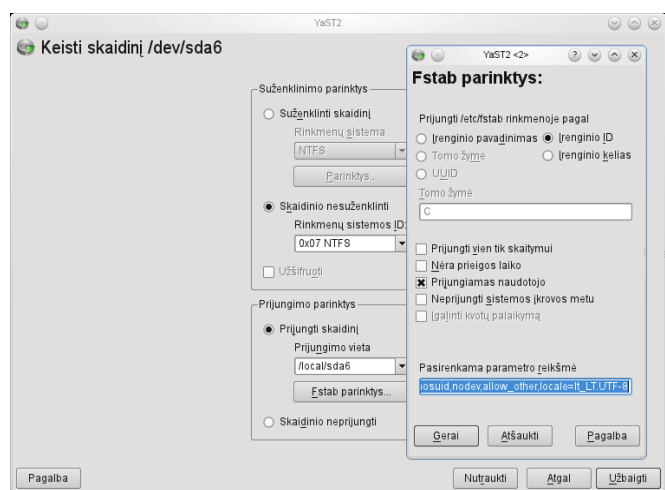 YaST2
Keisti skaidinį /dev/sda6
Suženklinimo parinktys
Suženklinti skaidinį
Rinkmenų sistema
NTFS
Parinktys...
Skaidinio nesuženklinti
Rinkmenų sistemos ID:
0x07 NTFS
Užšifruoti
Prijungimo parinktys
Prijungti skaidinį
Prijungimo vieta
/local/sda6
Fstab parinktys...
Skaidinio neprijungti
Pagalba
Nutraukti
Atgal
Užbaigti
YaST2 <2>
Fstab parinktys:
Prijungti /etc/fstab rinkmenoje pagal
Įrenginio pavadinimas
Įrenginio ID
Tomo žymė
Įrenginio kelias
UUID
Tomo žymė
C
Prijungti vien tik skaitymui
Nėra prieigos laiko
Prijungiamas naudotojo
Neprijungti sistemos įkrovos metu
Įgalinti kvotų palaikymą
Pasirenkama parametro reikšmė
iosuid,nodev,allow_other,locale=lt_LT.UTF-8
Gerai
Atšaukti
Pagalba